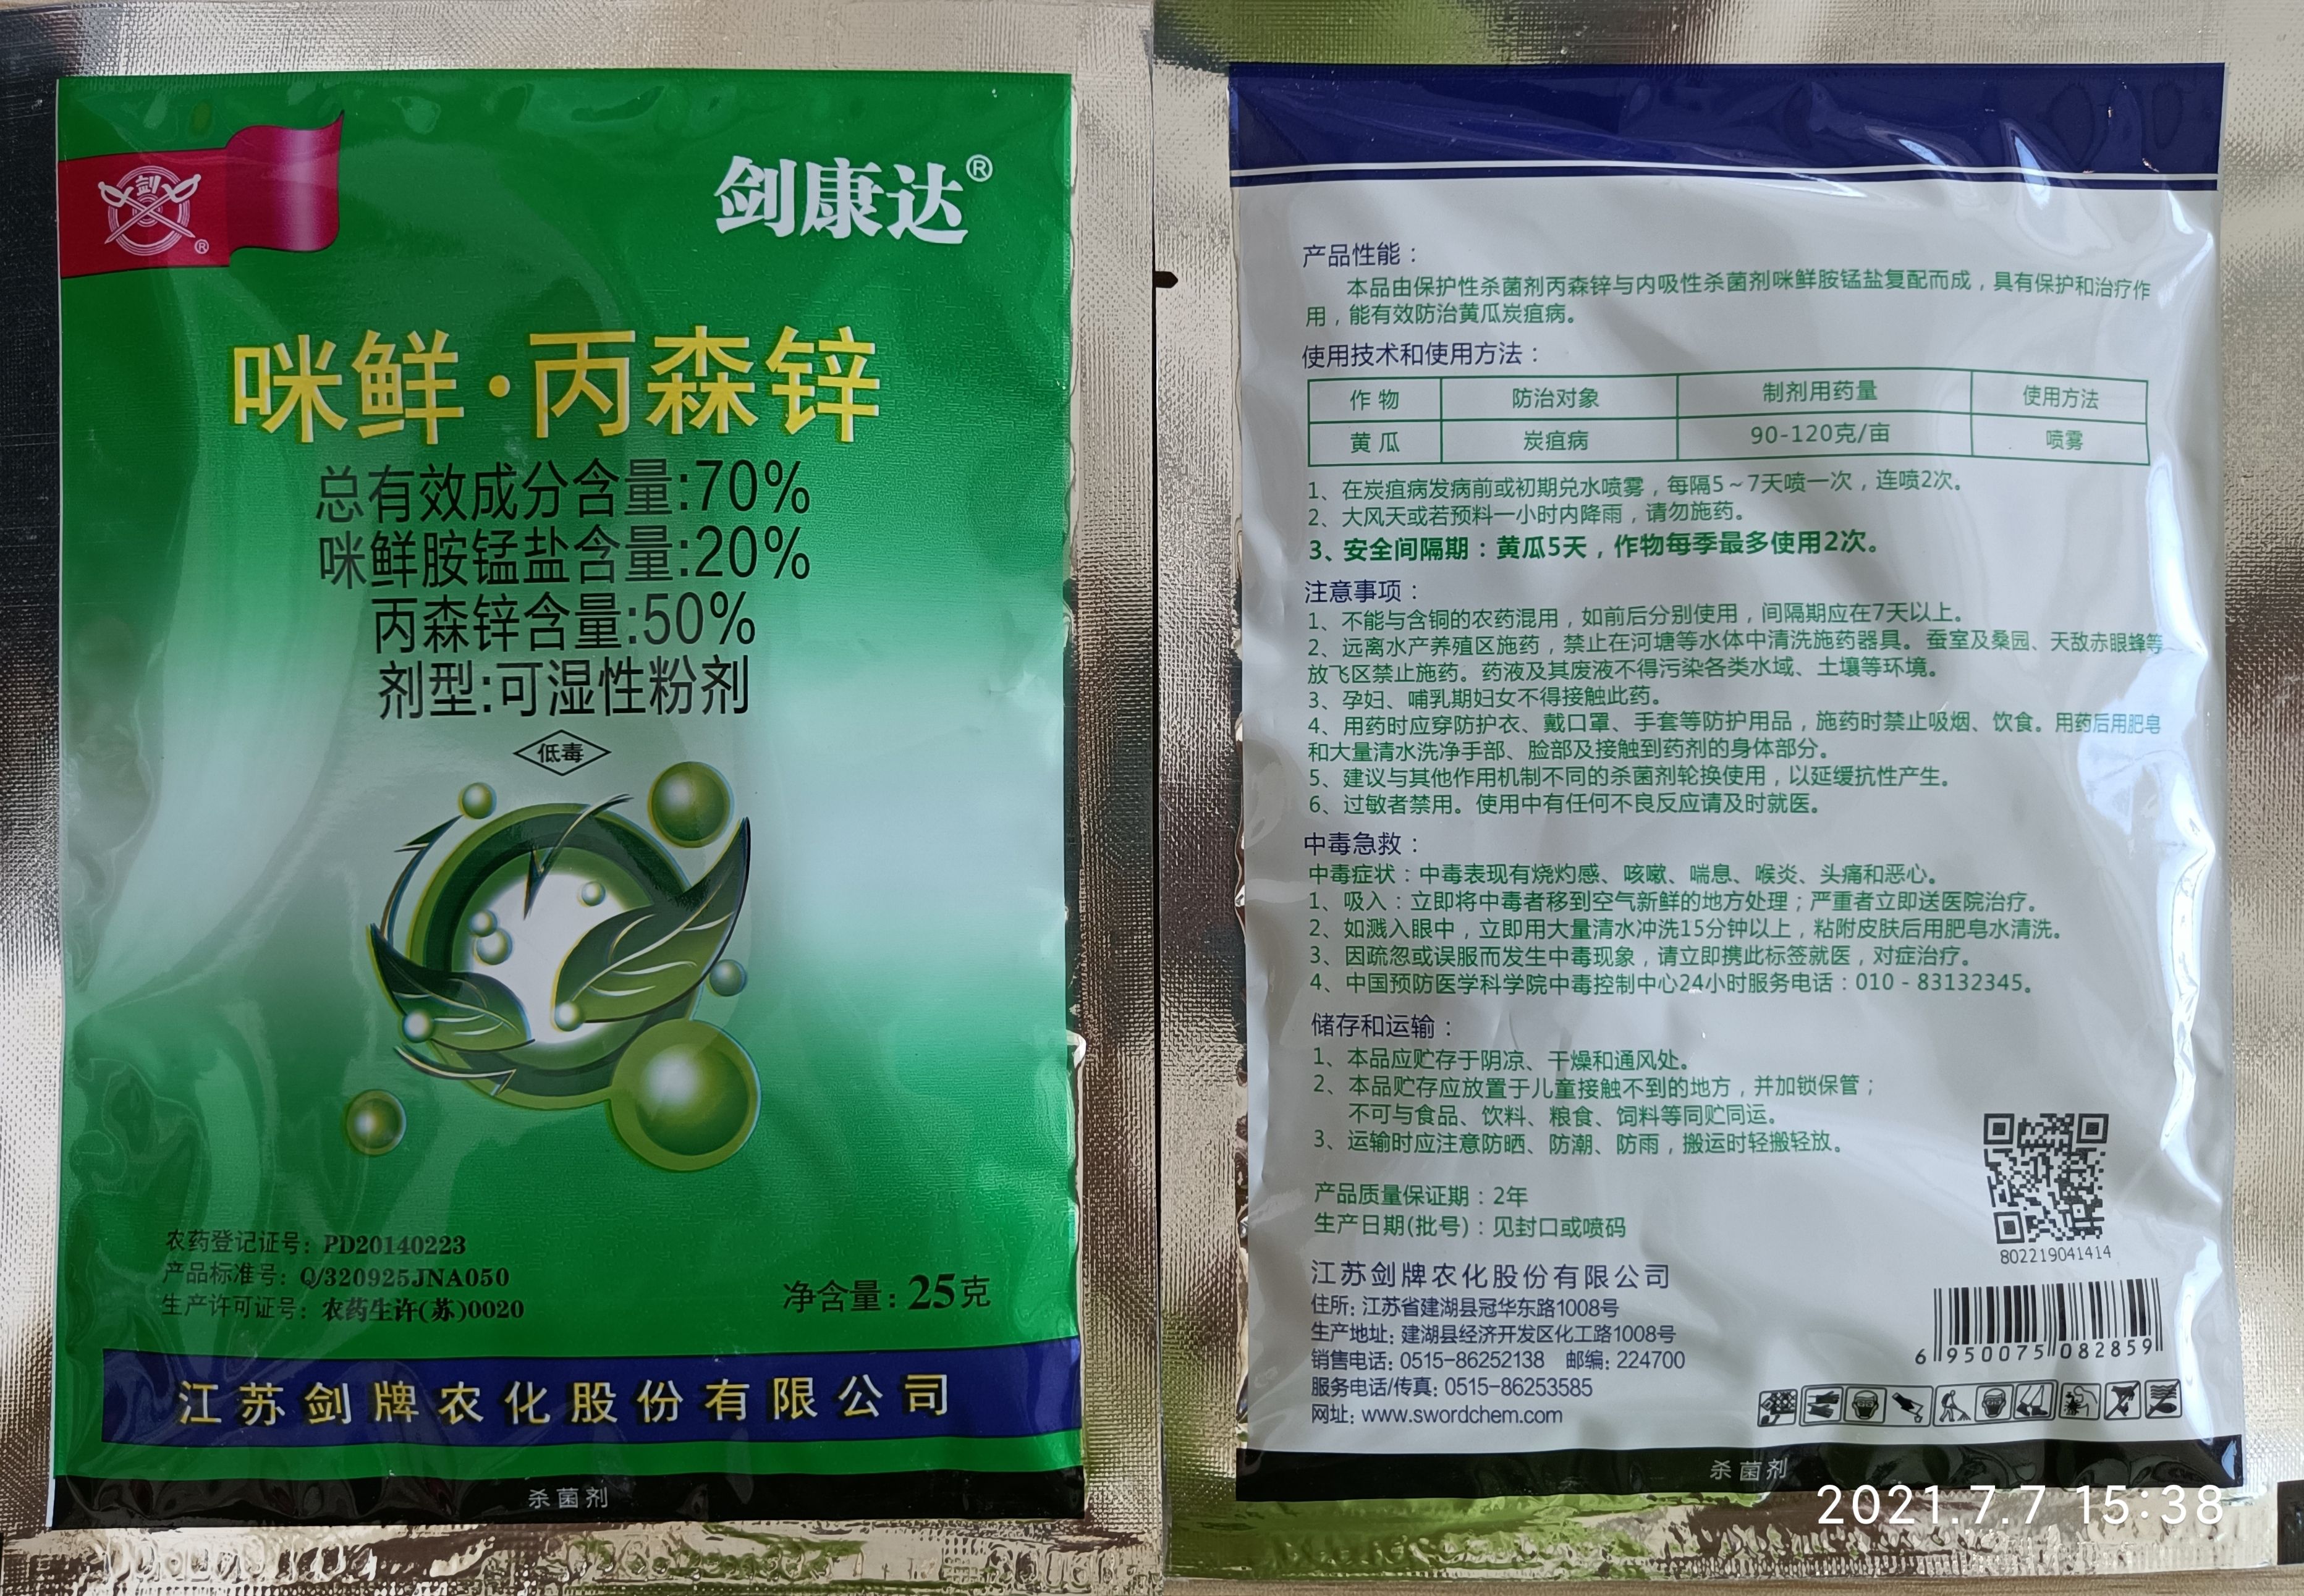 剑
®
剑康达®
咪鲜·丙森锌
总有效成分含量:70%
咪鲜胺锰盐含量:20%
丙森锌含量:50%
剂型:可湿性粉剂
低毒
农药登记证号：PD20140223
产品标准号：Q/320925JNA050
生产许可证号：农药生许(苏)0020
净含量：25克
江苏剑牌农化股份有限公司
杀菌剂
产品性能：
本品由保护性杀菌剂丙森锌与内吸性杀菌剂咪鲜胺锰盐复配而成，具有保护和治疗作
用，能有效防治黄瓜炭疽病。
使用技术和使用方法：
作物 防治对象 制剂用药量 使用方法
黄瓜 炭疽病 90-120克/亩 喷雾
1、在炭疽病发病前或初期兑水喷雾，每隔5～7天喷一次，连喷2次。
2、大风天或若预料一小时内降雨，请勿施药。
3、安全间隔期：黄瓜5天，作物每季最多使用2次。
注意事项：
1、不能与含铜的农药混用，如前后分别使用，间隔期应在7天以上。
2、远离水产养殖区施药，禁止在河塘等水体中清洗施药器具。蚕室及桑园、天敌赤眼蜂等
放飞区禁止施药。药液及其废液不得污染各类水域、土壤等环境。
3、孕妇、哺乳期妇女不得接触此药。
4、用药时应穿防护衣、戴口罩、手套等防护用品，施药时禁止吸烟、饮食。用药后用肥皂
和大量清水洗净手部、脸部及接触到药剂的身体部分。
5、建议与其他作用机制不同的杀菌剂轮换使用，以延缓抗性产生。
6、过敏者禁用。使用中有任何不良反应请及时就医。
中毒急救：
中毒症状：中毒表现有烧灼感、咳嗽、喘息、喉炎、头痛和恶心。
1、吸入：立即将中毒者移到空气新鲜的地方处理；严重者立即送医院治疗。
2、如溅入眼中，立即用大量清水冲洗15分钟以上，粘附皮肤后用肥皂水清洗。
3、因疏忽或误服而发生中毒现象，请立即携此标签就医，对症治疗。
4、中国预防医学科学院中毒控制中心24小时服务电话：010－83132345。
储存和运输：
1、本品应贮存于阴凉、干燥和通风处。
2、本品贮存应放置于儿童接触不到的地方，并加锁保管；
不可与食品、饮料、粮食、饲料等同贮同运。
3、运输时应注意防晒、防潮、防雨，搬运时轻搬轻放。
产品质量保证期：2年
生产日期(批号)：见封口或喷码
802219041414
江苏剑牌农化股份有限公司
住所：江苏省建湖县冠华东路1008号
生产地址：建湖县经济开发区化工路1008号
销售电话：0515-86252138 邮编：224700
服务电话/传真：0515-86253585
网址：www.swordchem.com
6 950075 082859
杀菌剂
2021.7.7 15:38